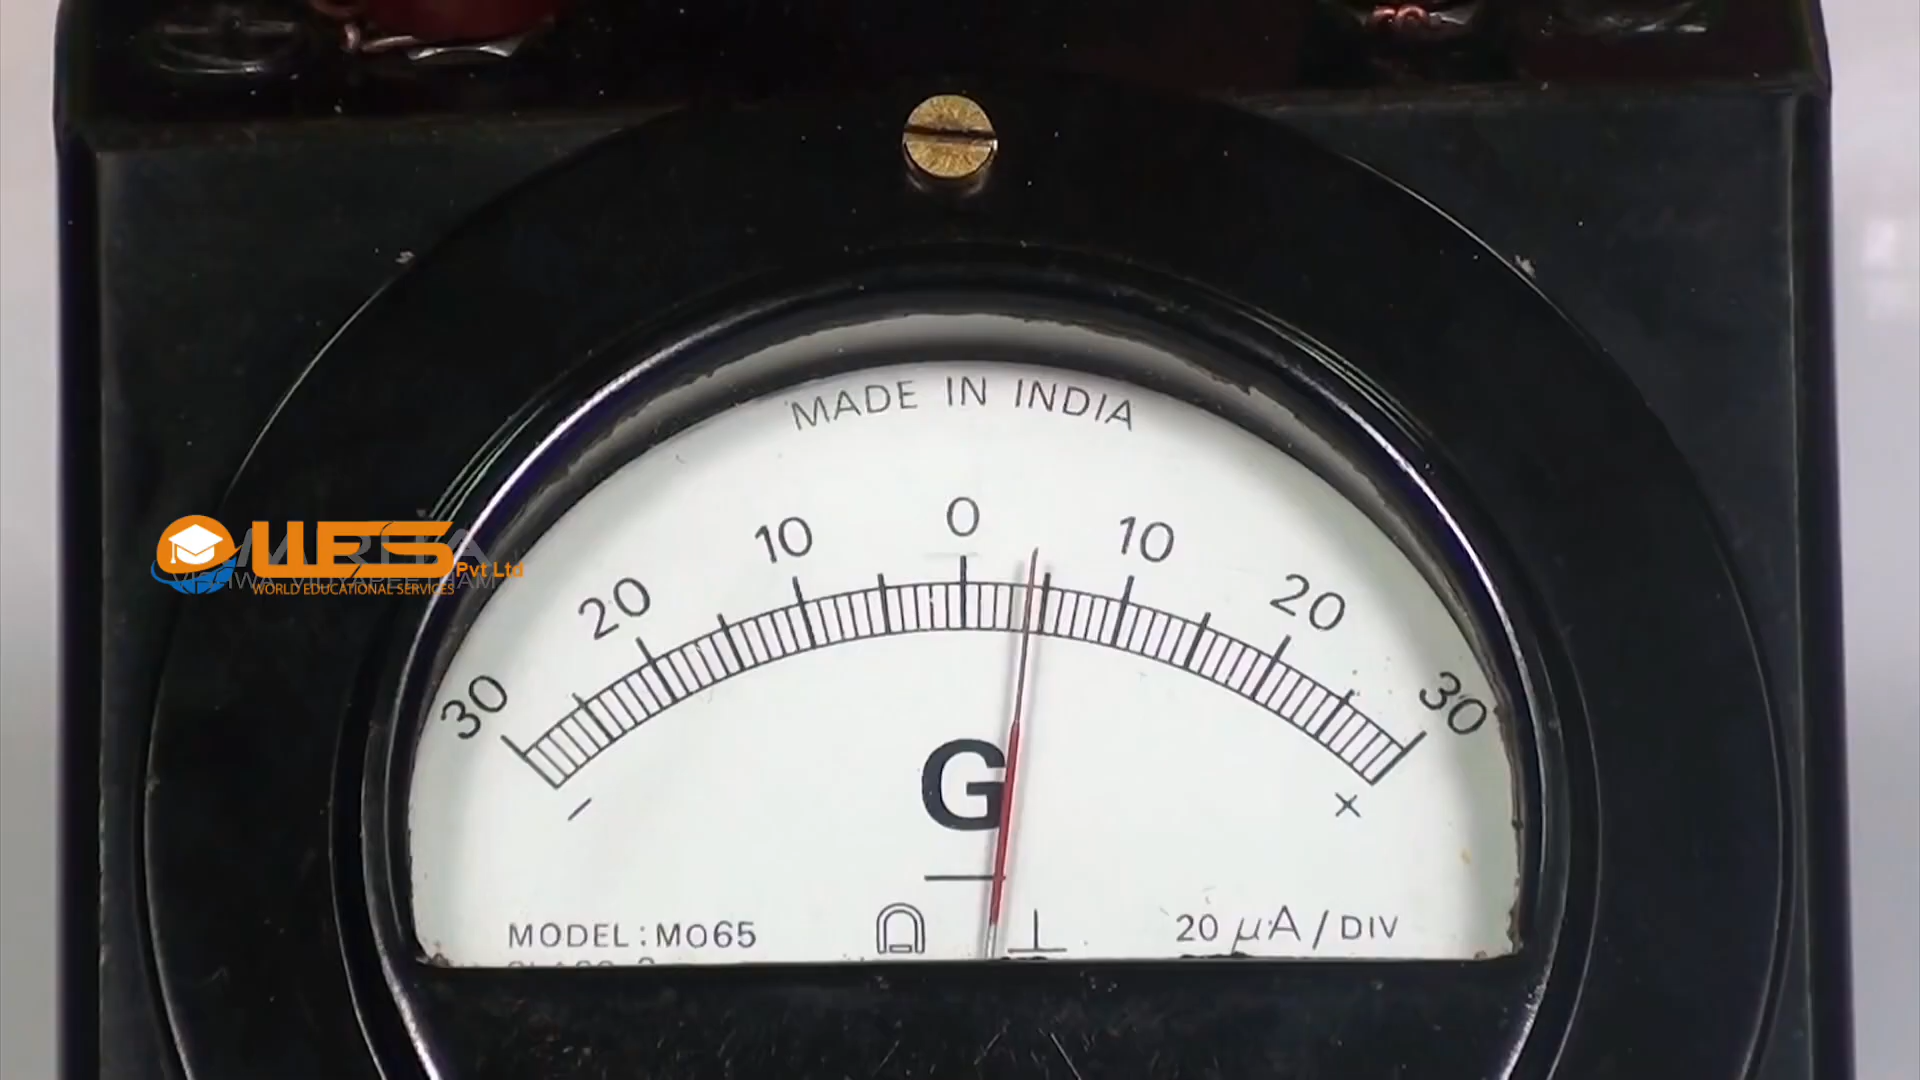 MADE IN INDIA
30 20 10 0 10 20 30
G
MODEL : MO65
20 µA / DIV
WES Pvt Ltd
WORLD EDUCATIONAL SERVICES